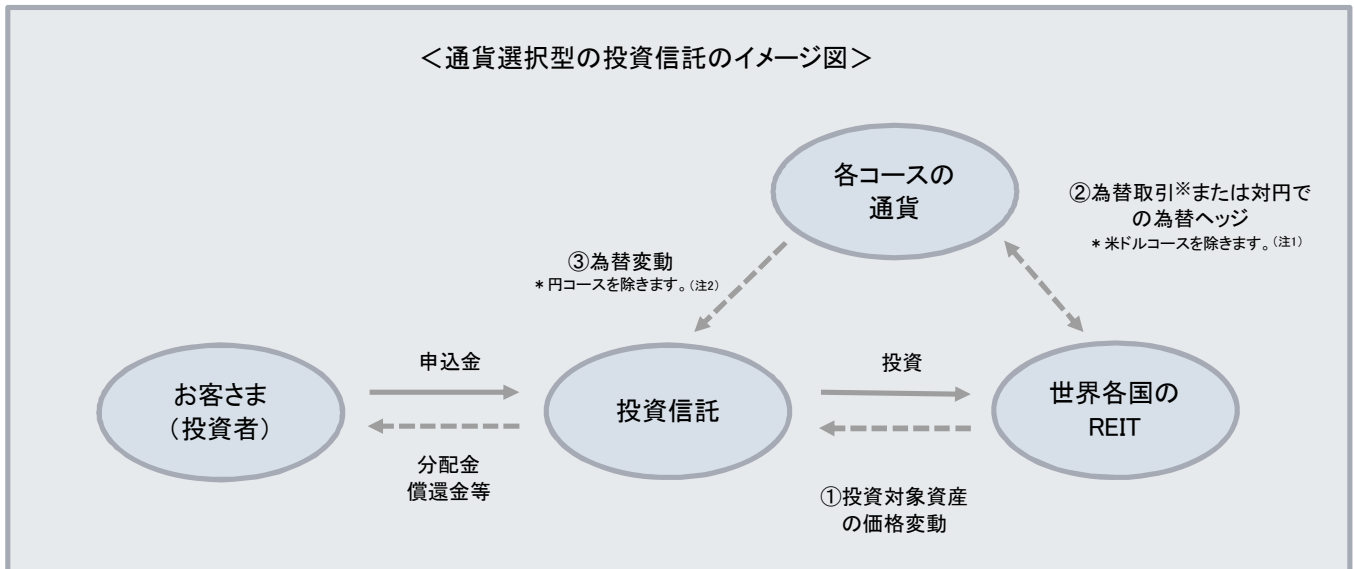 ＜通貨選択型の投資信託のイメージ図＞
各コースの
通貨
②為替取引※または対円で
の為替ヘッジ
＊米ドルコースを除きます。(注1)
③為替変動
＊円コースを除きます。(注2)
お客さま
（投資者）
申込金
分配金
償還金等
投資信託
投資
①投資対象資産
の価格変動
世界各国の
REIT